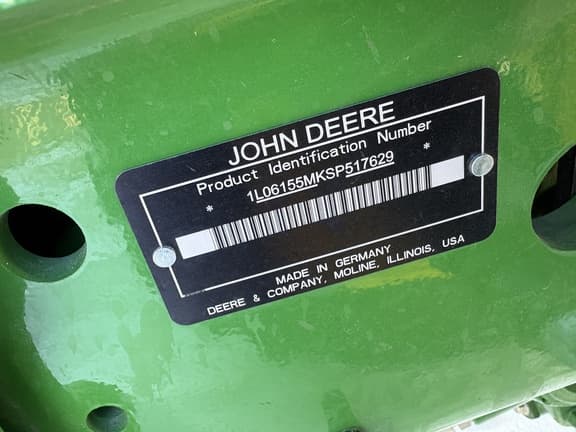 JOHN DEERE
Product Identification Number
* 1L06155MKSP517629 *
MADE IN GERMANY
DEERE & COMPANY, MOLINE, ILLINOIS, USA